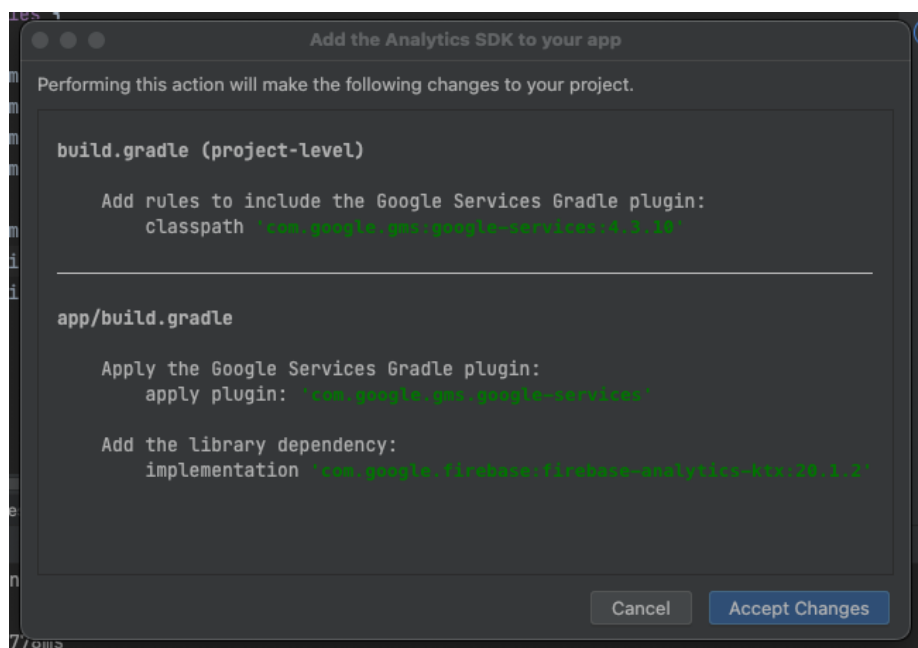 Add the Analytics SDK to your app
Performing this action will make the following changes to your project.
build.gradle (project-level)
Add rules to include the Google Services Gradle plugin:
classpath 'com.google.gms:google-services:4.3.10'
app/build.gradle
Apply the Google Services Gradle plugin:
apply plugin: 'com.google.gms.google-services'
Add the library dependency:
implementation 'com.google.firebase:firebase-analytics-ktx:20.1.2'
Cancel
Accept Changes